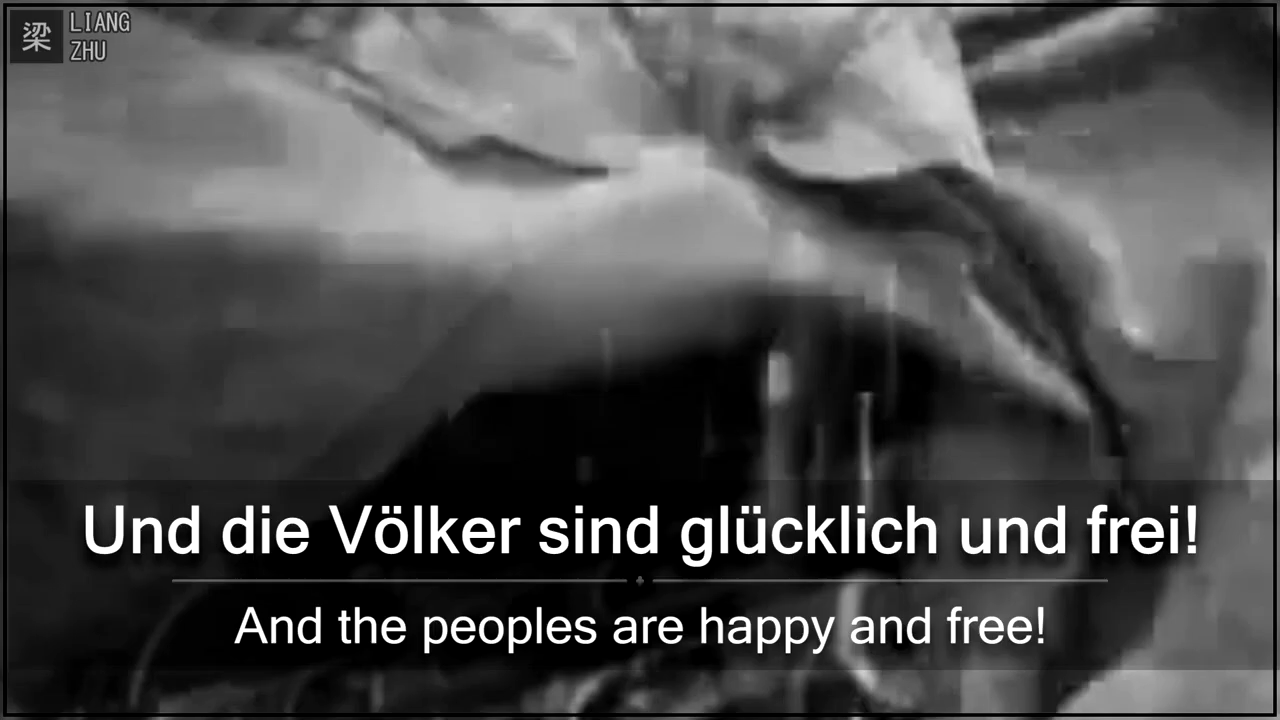 梁 LIANG
ZHU
Und die Völker sind glücklich und frei!
And the peoples are happy and free!